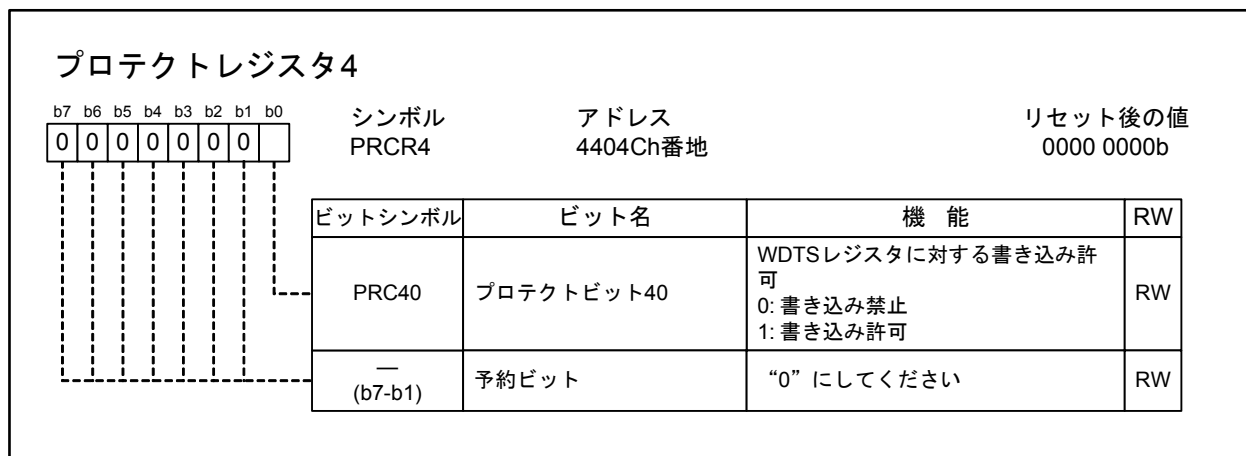 プロテクトレジスタ4
b7 b6 b5 b4 b3 b2 b1 b0
0 0 0 0 0 0 0
シンボル アドレス リセット後の値
PRCR4 4404Ch番地 0000 0000b
ビットシンボル ビット名 機 能 RW
PRC40 プロテクトビット40 WDTSレジスタに対する書き込み許
可
0: 書き込み禁止
1: 書き込み許可 RW
—
(b7-b1) 予約ビット “0”にしてください RW